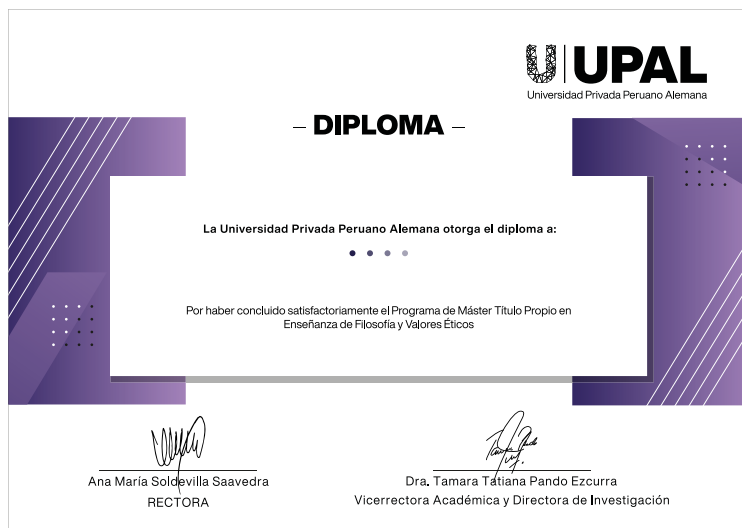 UPAL
Universidad Privada Peruano Alemana
– DIPLOMA –
La Universidad Privada Peruano Alemana otorga el diploma a:
Por haber concluido satisfactoriamente el Programa de Máster Título Propio en
Enseñanza de Filosofía y Valores Éticos
Ana María Soldevilla Saavedra
RECTORA
Dra. Tamara Tatiana Pando Ezcurra
Vicerrectora Académica y Directora de Investigación